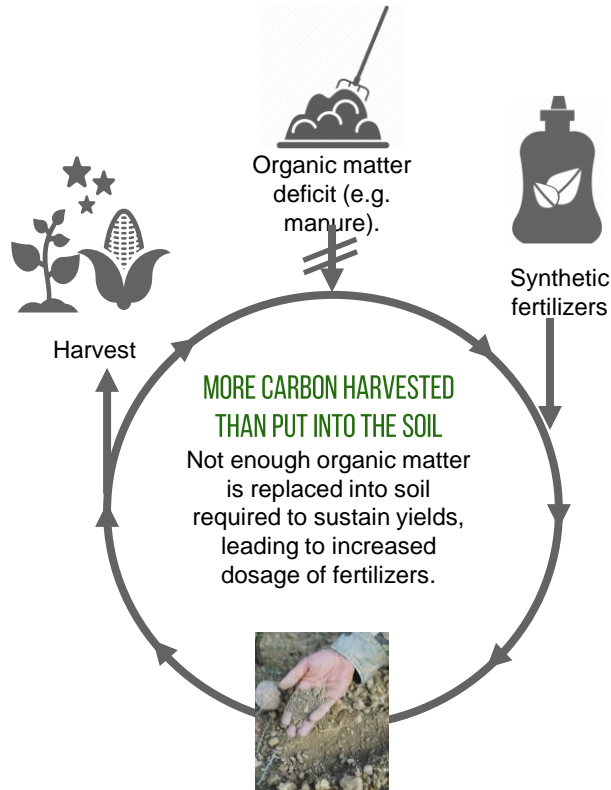 Organic matter
deficit (e.g.
manure).
Synthetic
fertilizers
Harvest
MORE CARBON HARVESTED
THAN PUT INTO THE SOIL
Not enough organic matter
is replaced into soil
required to sustain yields,
leading to increased
dosage of fertilizers.